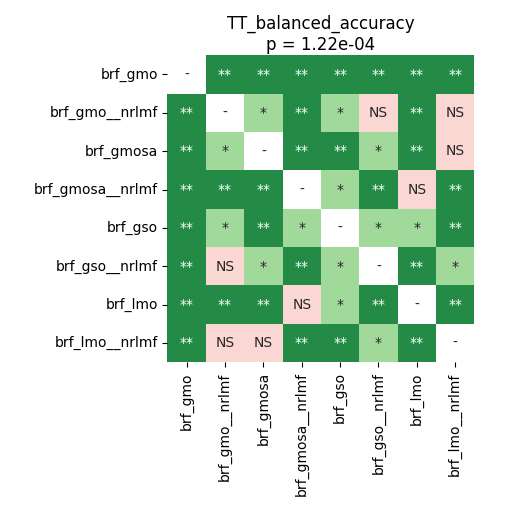 TT_balanced_accuracy
p = 1.22e-04
brf_gmo - ** ** ** ** ** ** **
brf_gmo__nrlmf ** - * ** * NS ** NS
brf_gmosa ** * - ** ** * ** NS
brf_gmosa__nrlmf ** ** ** - * ** NS **
brf_gso ** * ** * - * * **
brf_gso__nrlmf ** NS * ** * - ** *
brf_lmo ** ** ** NS * ** - **
brf_lmo__nrlmf ** NS NS ** ** * ** -
brf_gmo
brf_gmo__nrlmf
brf_gmosa
brf_gmosa__nrlmf
brf_gso
brf_gso__nrlmf
brf_lmo
brf_lmo__nrlmf